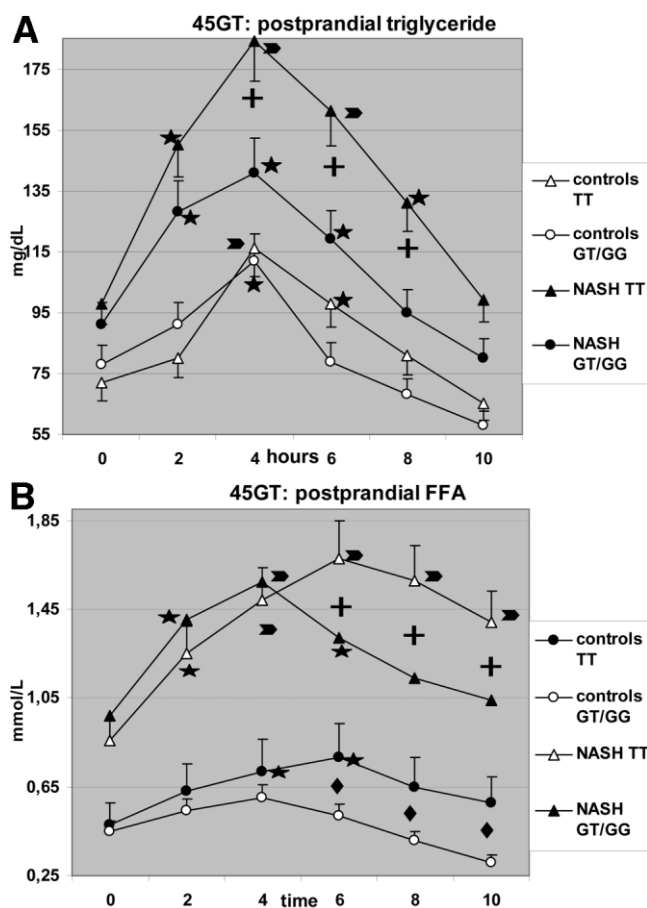 A
45GT: postprandial triglyceride
175
155
135
115
95
75
55
mg/dL
0 2 4 hours 6 8 10
controls
TT
controls
GT/GG
NASH TT
NASH
GT/GG
B
45GT: postprandial FFA
1,85
1,45
1,05
0,65
0,25
mmol/L
0 2 4 time 6 8 10
controls
TT
controls
GT/GG
NASH TT
NASH
GT/GG